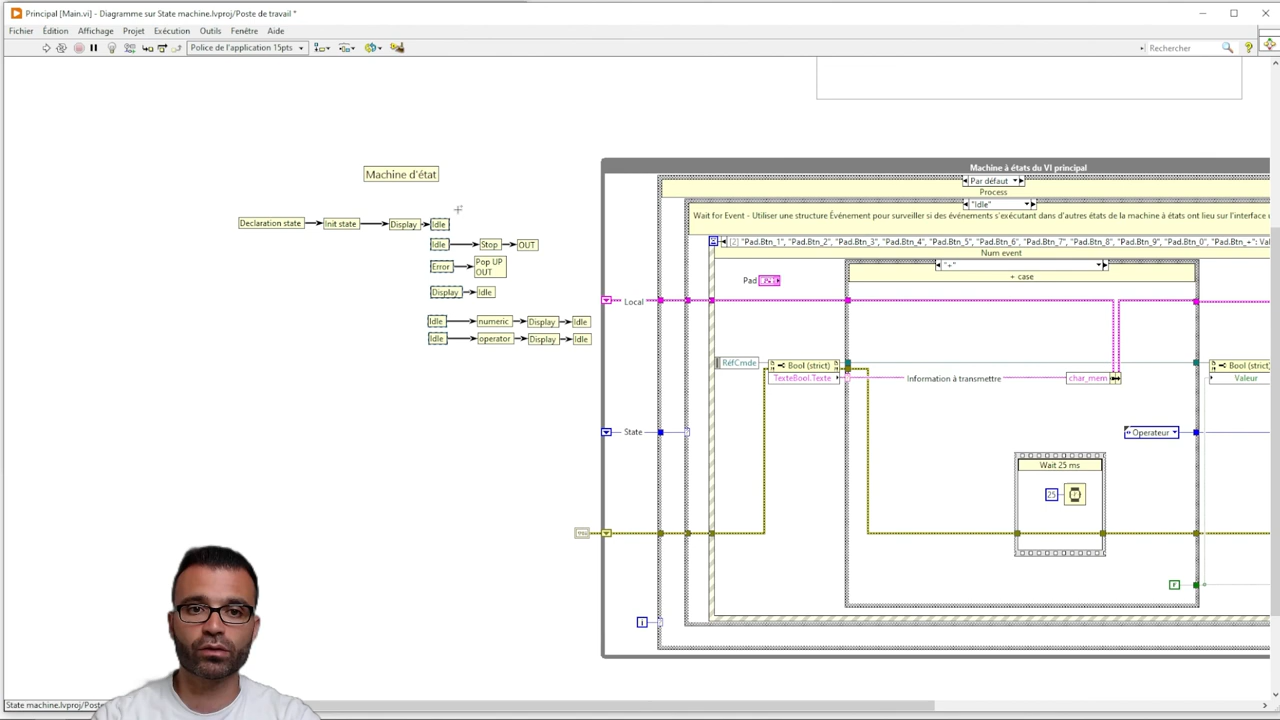 Principal [Main.vi] - Diagramme sur State machine.lvproj/Poste de travail *
Fichier Édition Affichage Projet Exécution Outils Fenêtre Aide
Police de l'application 15pts
Rechercher
Machine d'état
Declaration state Init state Display Idle
Idle Stop OUT
Error Pop UP
OUT
Display Idle
Idle numeric Display Idle
Idle operator Display Idle
Machine à états du VI principal
Par défaut
Process
"Idle"
Wait for Event - Utiliser une structure Événement pour surveiller si des événements s'exécutant dans d'autres états de la machine à états ont lieu sur l'interface u
[2] "Pad.Btn_1", "Pad.Btn_2", "Pad.Btn_3", "Pad.Btn_4", "Pad.Btn_5", "Pad.Btn_6", "Pad.Btn_7", "Pad.Btn_8", "Pad.Btn_9", "Pad.Btn_0", "Pad.Btn_+": Val
Num event
"+"
+ case
Pad
Local
RéfCmde
Bool (strict)
TexteBool.Texte
Information à transmettre
char_mem
Bool (strict)
Valeur
State
Operateur
Wait 25 ms
25
i
F
State machine.lvproj/Poste